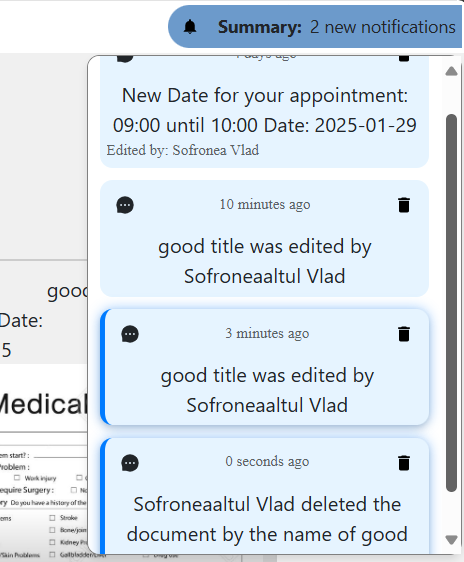 Summary: 2 new notifications
days ago
New Date for your appointment:
09:00 until 10:00 Date: 2025-01-29
Edited by: Sofronea Vlad
10 minutes ago
good title was edited by
Sofroneaaltul Vlad
3 minutes ago
good title was edited by
Sofroneaaltul Vlad
0 seconds ago
Sofroneaaltul Vlad deleted the
document by the name of good
good
Date:
5
Medical
em start? :
Problem :
Work injury
equire Surgery :
ry Do you have a history of the
ems
Stroke
Bone/join
Kidney Pro
/Skin Problems
Gallbladder/Liver
Drug use